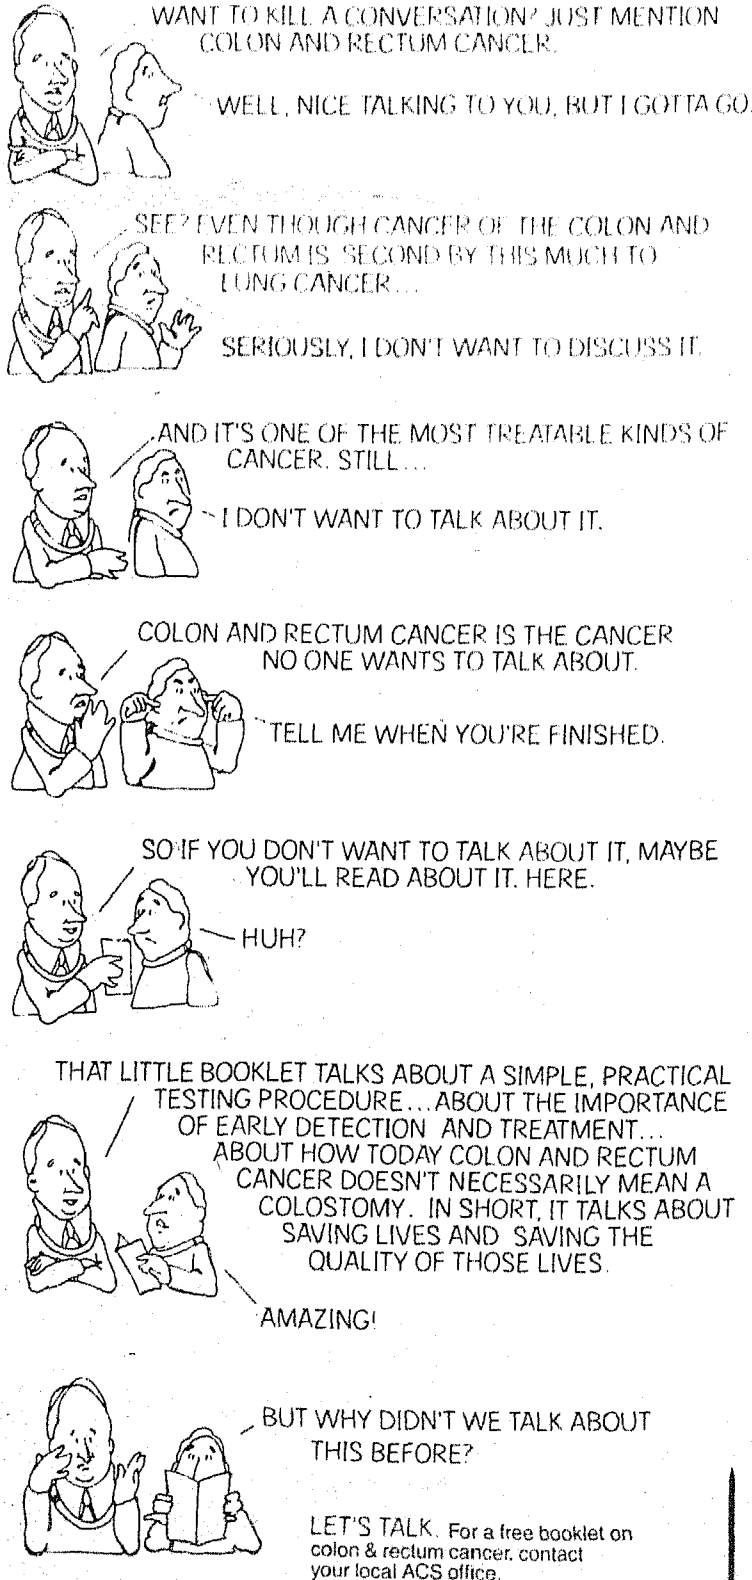 WANT TO KILL A CONVERSATION? JUST MENTION
COLON AND RECTUM CANCER.
WELL, NICE TALKING TO YOU, BUT I GOTTA GO.
SEE? EVEN THOUGH CANCER OF THE COLON AND
RECTUM IS SECOND BY THIS MUCH TO
LUNG CANCER...
SERIOUSLY, I DON'T WANT TO DISCUSS IT.
AND IT'S ONE OF THE MOST TREATABLE KINDS OF
CANCER. STILL...
I DON'T WANT TO TALK ABOUT IT.
COLON AND RECTUM CANCER IS THE CANCER
NO ONE WANTS TO TALK ABOUT.
TELL ME WHEN YOU'RE FINISHED.
SO IF YOU DON'T WANT TO TALK ABOUT IT, MAYBE
YOU'LL READ ABOUT IT. HERE.
HUH?
THAT LITTLE BOOKLET TALKS ABOUT A SIMPLE, PRACTICAL
TESTING PROCEDURE...ABOUT THE IMPORTANCE
OF EARLY DETECTION AND TREATMENT...
ABOUT HOW TODAY COLON AND RECTUM
CANCER DOESN'T NECESSARILY MEAN A
COLOSTOMY. IN SHORT, IT TALKS ABOUT
SAVING LIVES AND SAVING THE
QUALITY OF THOSE LIVES.
AMAZING!
BUT WHY DIDN'T WE TALK ABOUT
THIS BEFORE?
LET'S TALK. For a free booklet on
colon & rectum cancer, contact
your local ACS office.